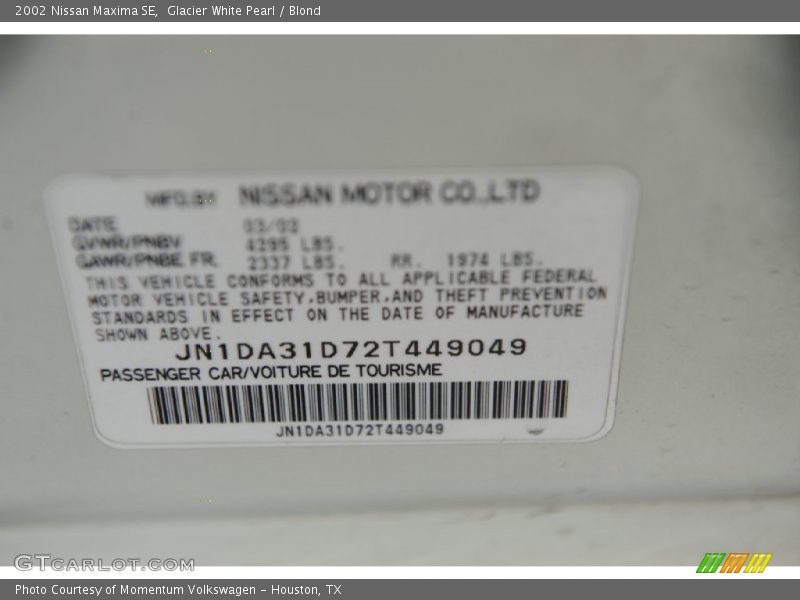 2002 Nissan Maxima SE,  Glacier White Pearl / Blond
MFG.BY NISSAN MOTOR CO.,LTD
DATE 03/02
GVWR/PNBV 4295 LBS.
GAWR/PNBE FR. 2337 LBS. RR. 1974 LBS.
THIS VEHICLE CONFORMS TO ALL APPLICABLE FEDERAL
MOTOR VEHICLE SAFETY,BUMPER,AND THEFT PREVENTION
STANDARDS IN EFFECT ON THE DATE OF MANUFACTURE
SHOWN ABOVE.
JN1DA31D72T449049
PASSENGER CAR/VOITURE DE TOURISME
JN1DA31D72T449049
GTCARLOT.COM
Photo Courtesy of Momentum Volkswagen - Houston, TX